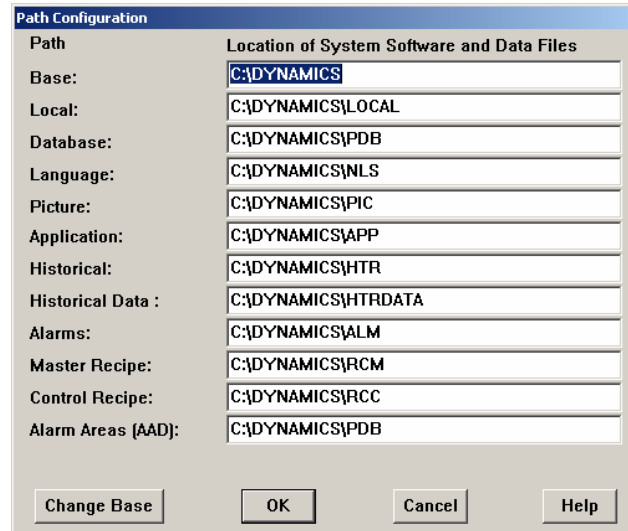 Path Configuration
Path Location of System Software and Data Files
Base: C:\DYNAMICS
Local: C:\DYNAMICS\LOCAL
Database: C:\DYNAMICS\PDB
Language: C:\DYNAMICS\NLS
Picture: C:\DYNAMICS\PIC
Application: C:\DYNAMICS\APP
Historical: C:\DYNAMICS\HTR
Historical Data : C:\DYNAMICS\HTRDATA
Alarms: C:\DYNAMICS\ALM
Master Recipe: C:\DYNAMICS\RCM
Control Recipe: C:\DYNAMICS\RCC
Alarm Areas (AAD): C:\DYNAMICS\PDB
Change Base OK Cancel Help